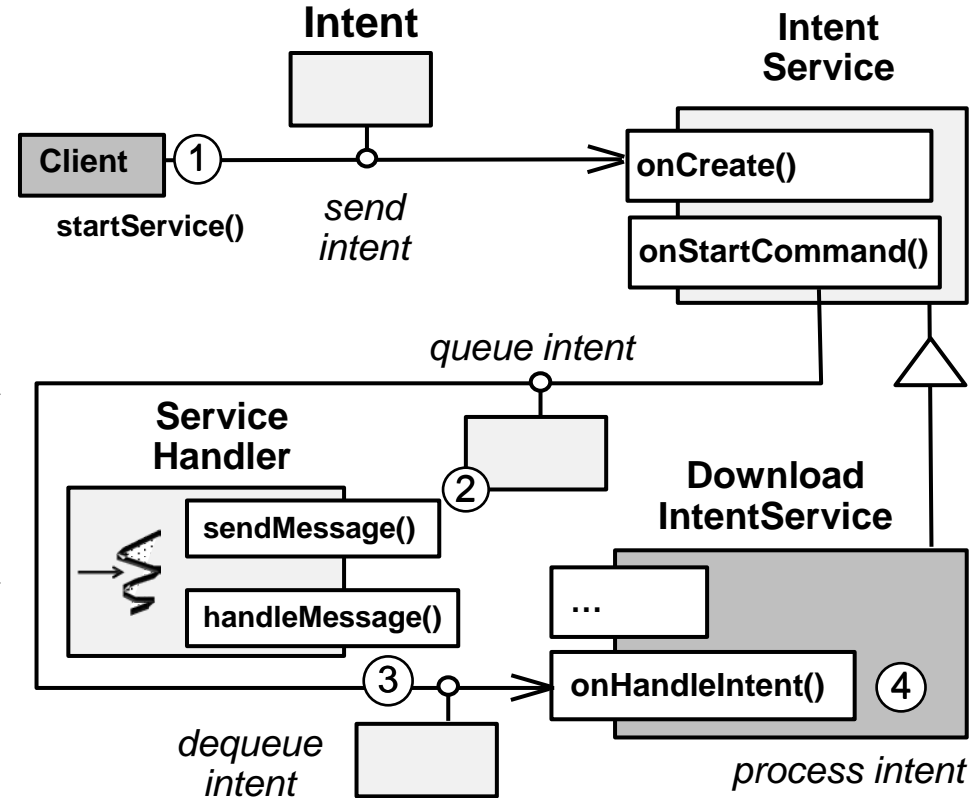 Intent
Intent
Service
Client
1
onCreate()
startService()
send
intent
onStartCommand()
queue intent
Service
Handler
2
Download
IntentService
sendMessage()
...
handleMessage()
3
onHandleIntent()
4
dequeue
intent
process intent